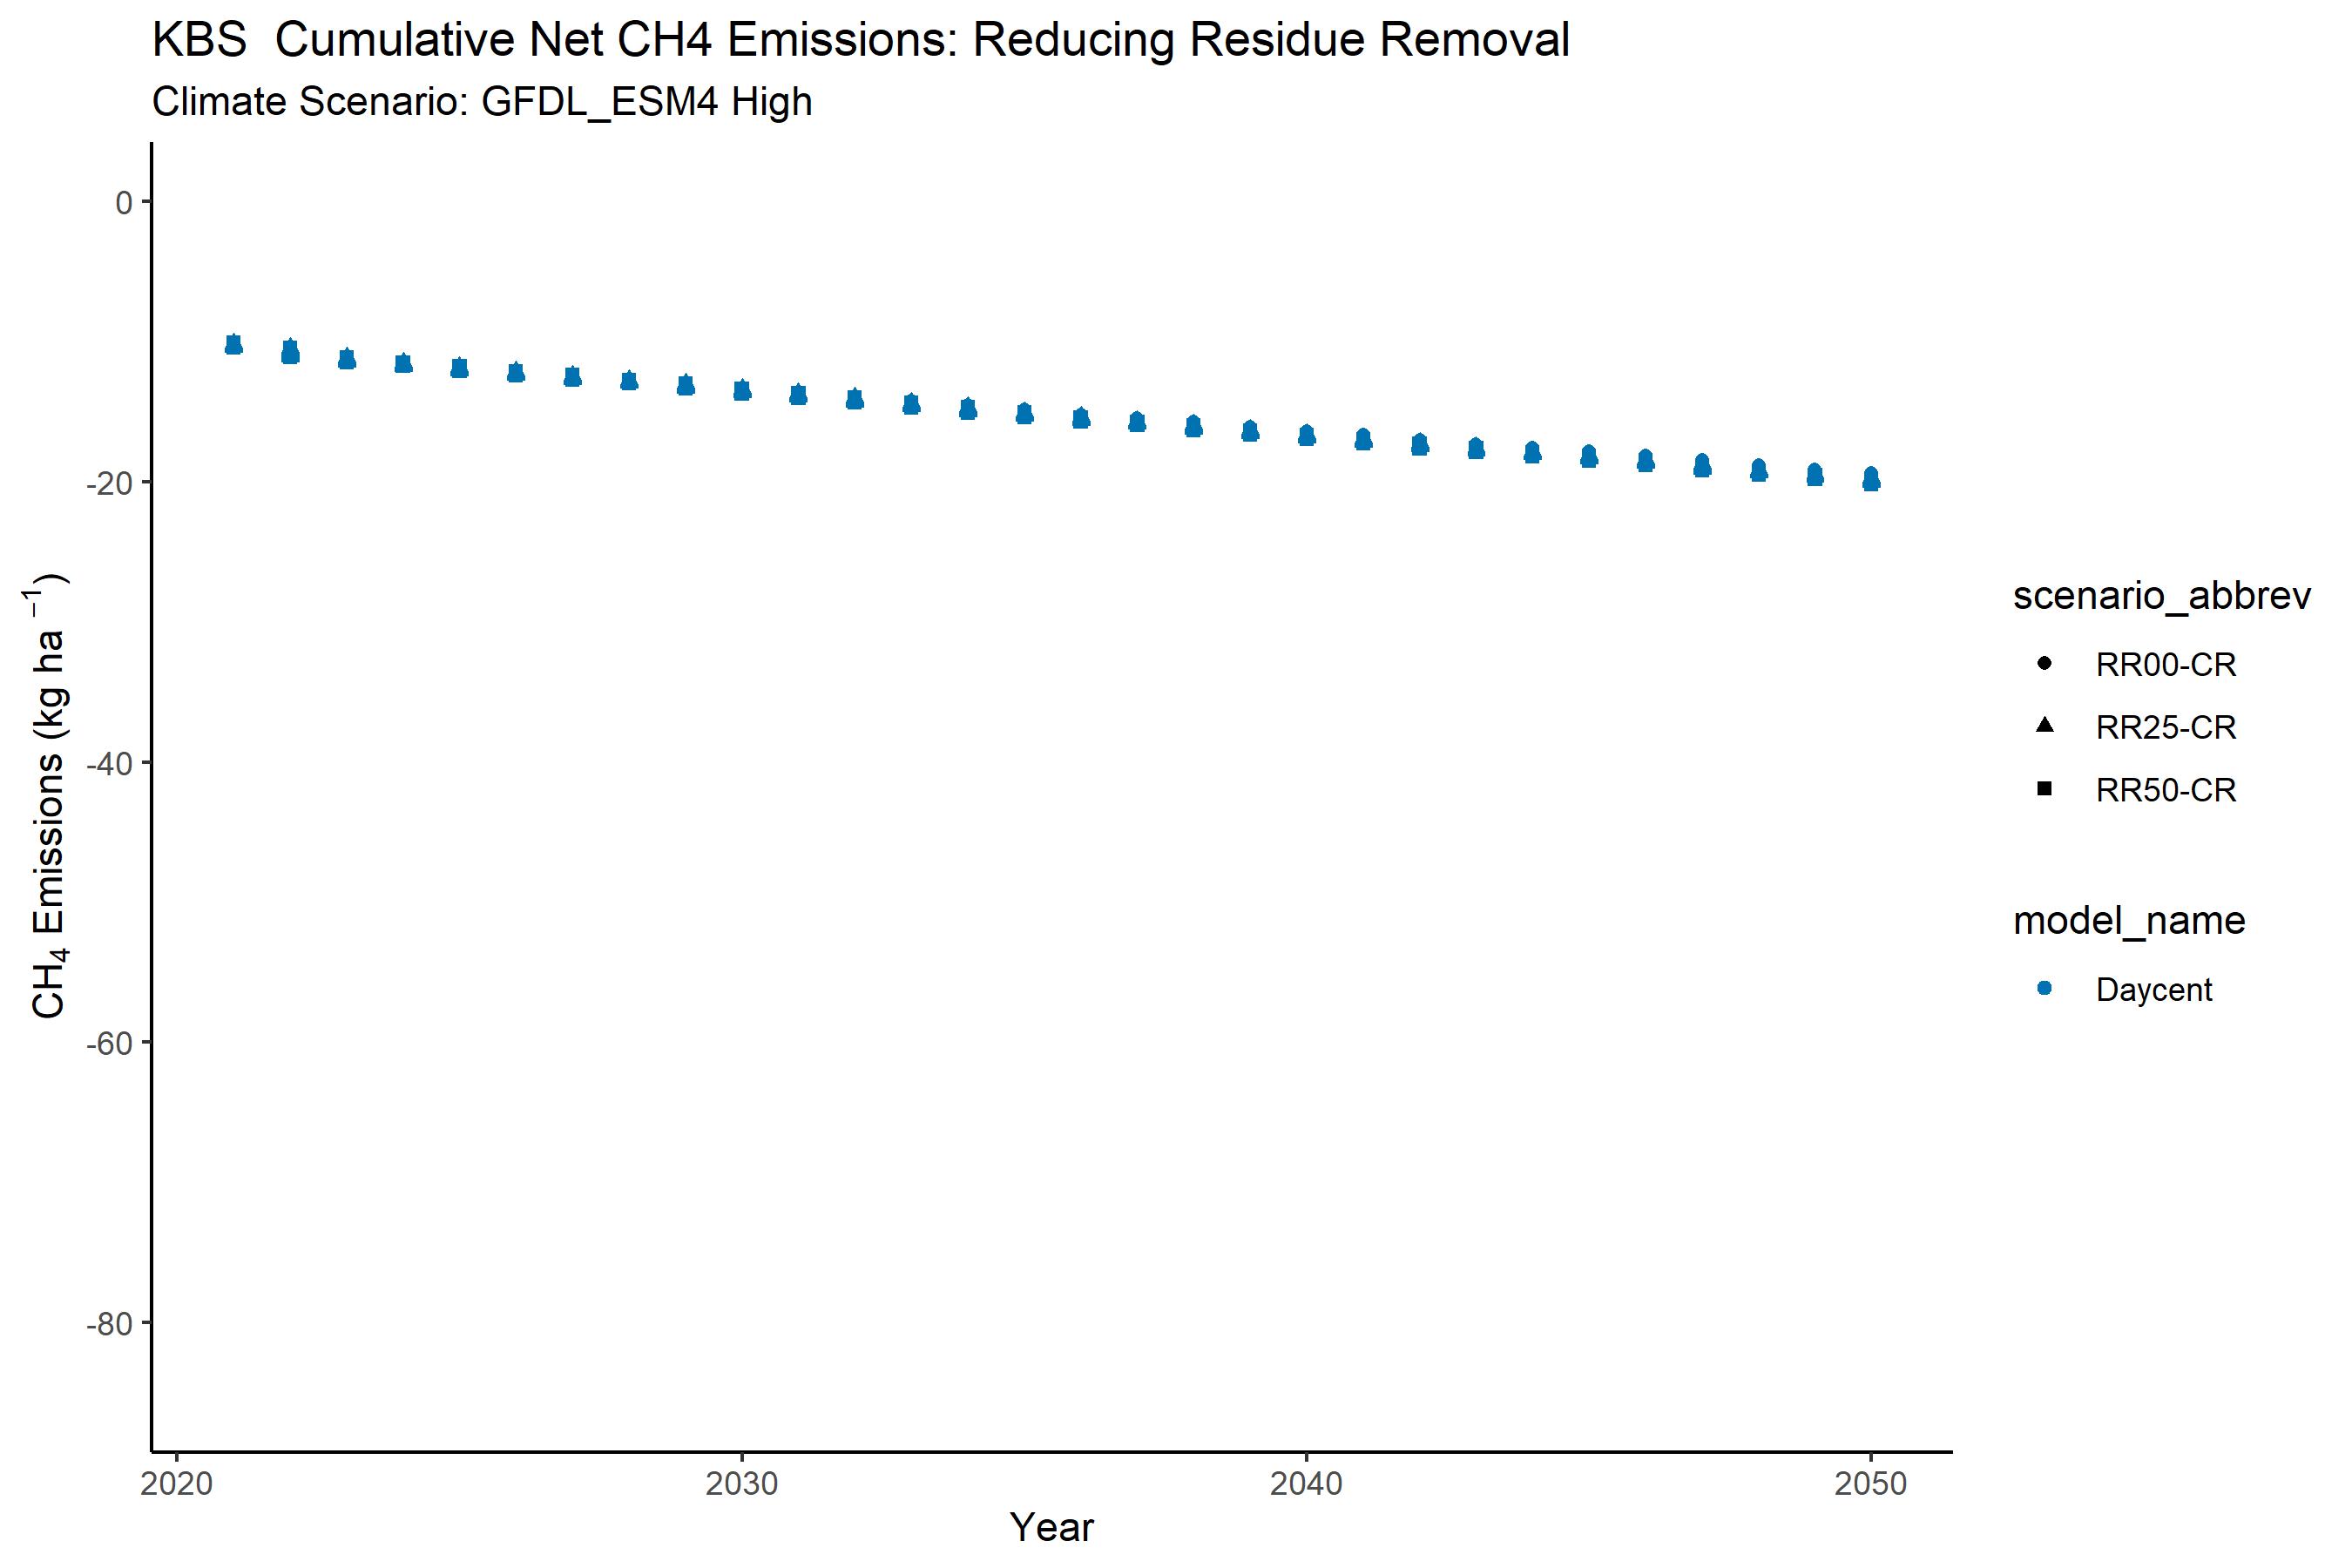 KBS  Cumulative Net CH4 Emissions: Reducing Residue Removal
Climate Scenario: GFDL_ESM4 High
CH₄ Emissions (kg ha ⁻¹)
0
-20
-40
-60
-80
2020 2030 2040 2050
Year
scenario_abbrev
RR00-CR
RR25-CR
RR50-CR
model_name
Daycent